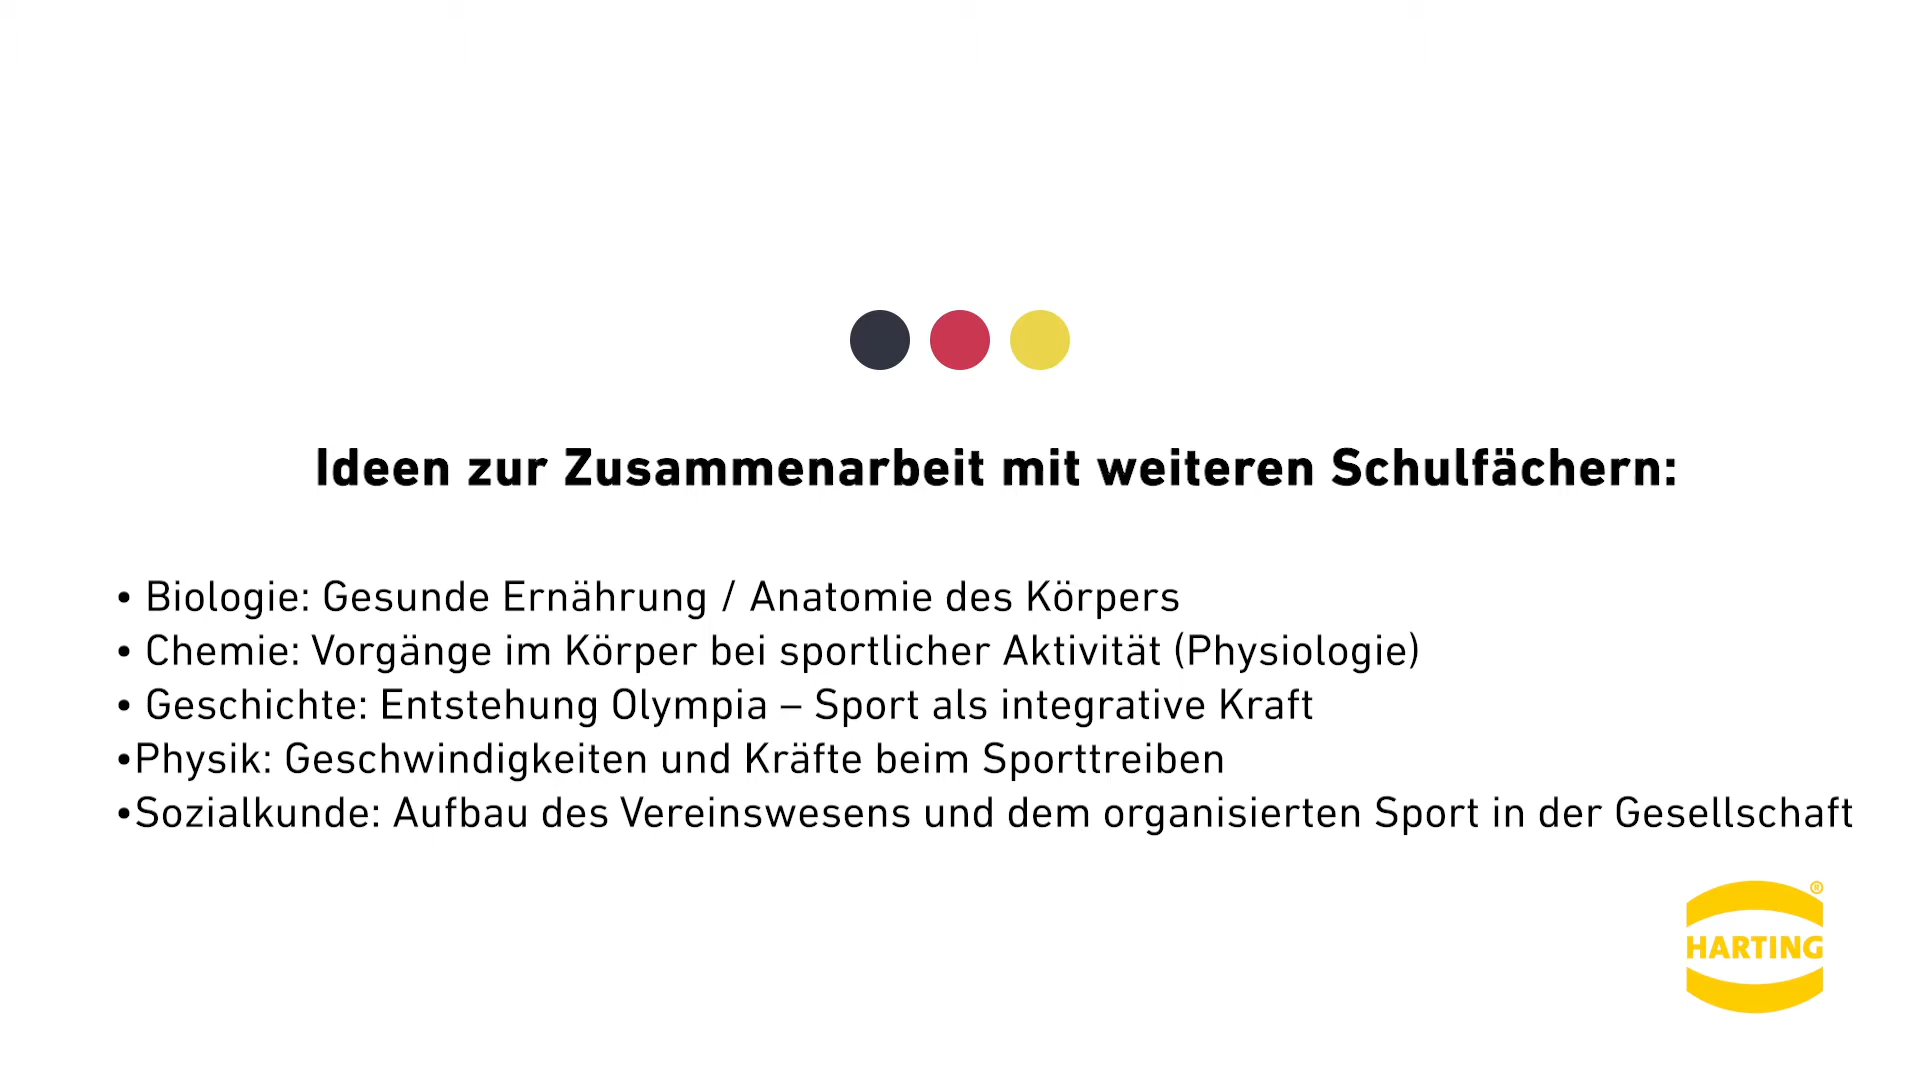 Ideen zur Zusammenarbeit mit weiteren Schulfächern:
• Biologie: Gesunde Ernährung / Anatomie des Körpers
• Chemie: Vorgänge im Körper bei sportlicher Aktivität (Physiologie)
• Geschichte: Entstehung Olympia – Sport als integrative Kraft
•Physik: Geschwindigkeiten und Kräfte beim Sporttreiben
•Sozialkunde: Aufbau des Vereinswesens und dem organisierten Sport in der Gesellschaft
®
HARTING